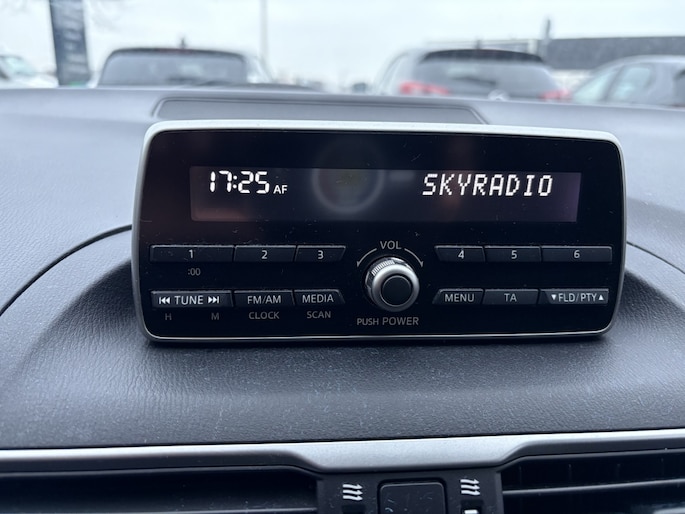 17:25 AF SKYRADIO
VOL
1 2 3 4 5 6
:00
⏮ TUNE ⏭ FM/AM MEDIA MENU TA ▼FLD/PTY▲
H M CLOCK SCAN PUSH POWER